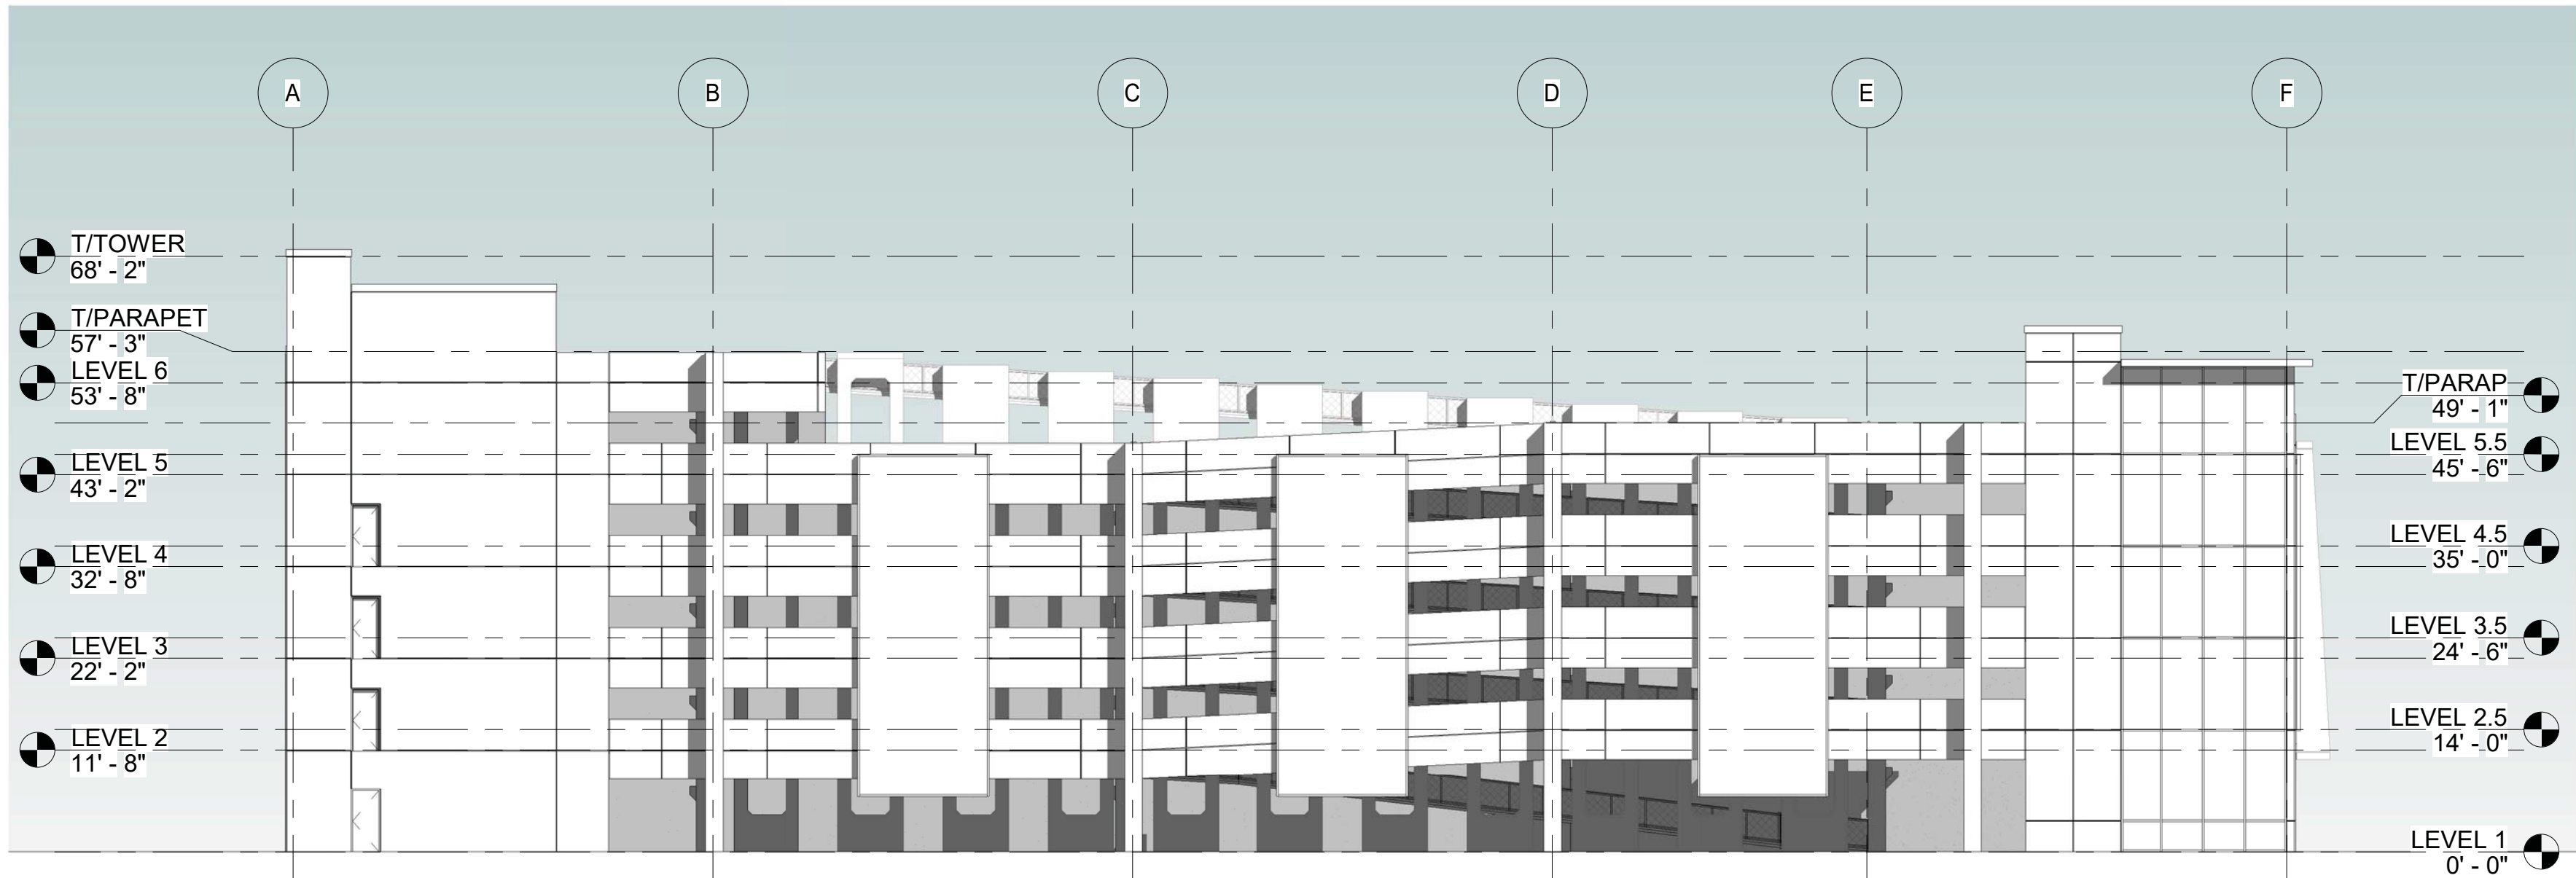 A
B
C
D
E
F
T/TOWER
68' - 2"
T/PARAPET
57' - 3"
LEVEL 6
53' - 8"
LEVEL 5
43' - 2"
LEVEL 4
32' - 8"
LEVEL 3
22' - 2"
LEVEL 2
11' - 8"
T/PARAP
49' - 1"
LEVEL 5.5
45' - 6"
LEVEL 4.5
35' - 0"
LEVEL 3.5
24' - 6"
LEVEL 2.5
14' - 0"
LEVEL 1
0' - 0"